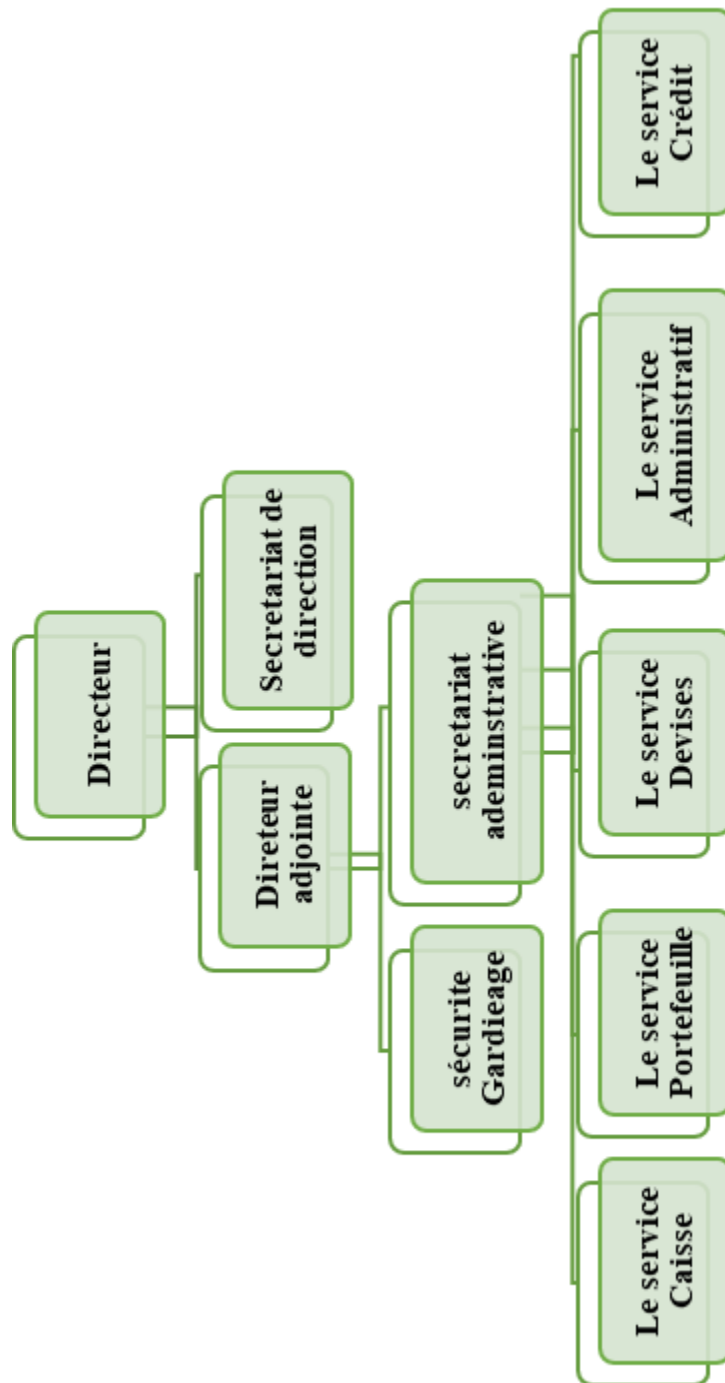 Directeur
Direteur
adjointe
Secretariat de
direction
sécurite
Gardieage
secretariat
ademinstrative
Le service
Caisse
Le service
Portefeuille
Le service
Devises
Le service
Administratif
Le service
Crédit